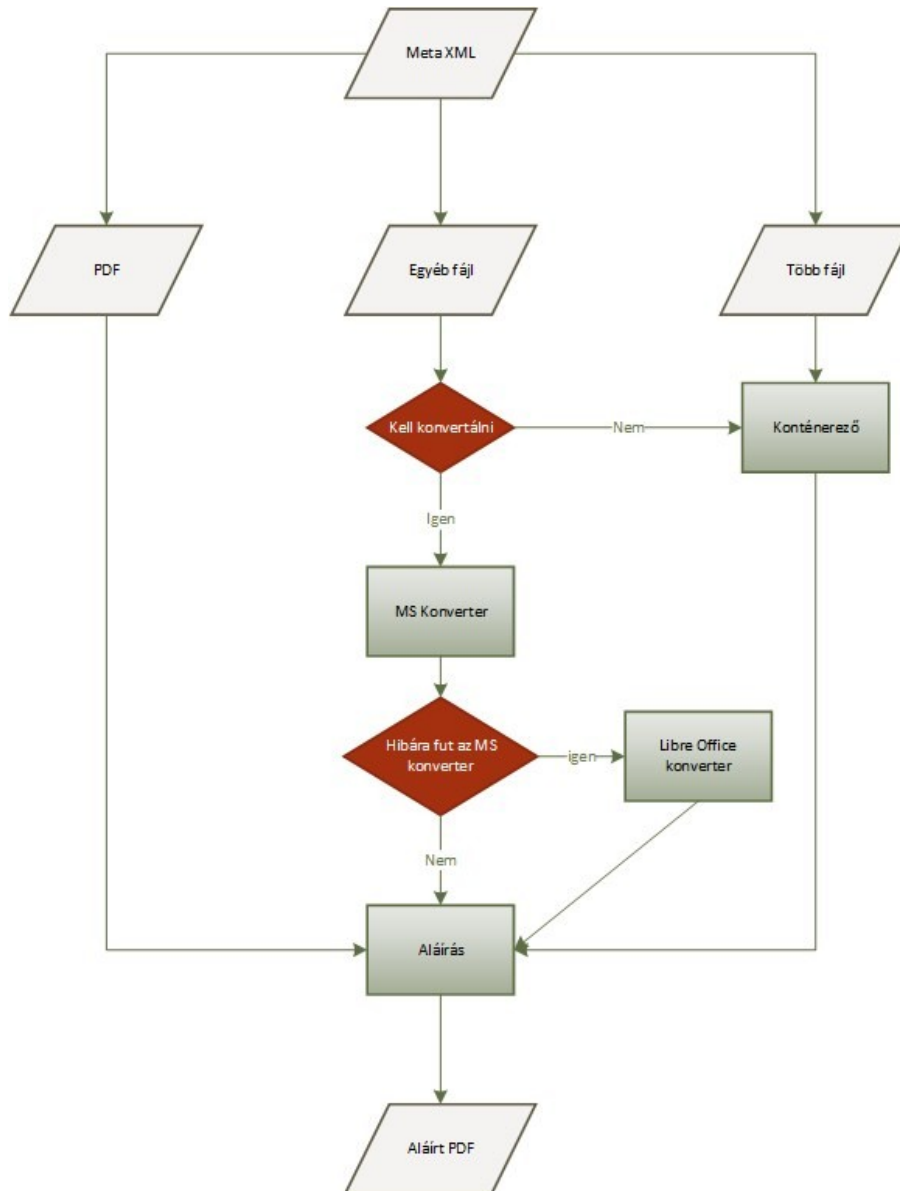 Meta XML
PDF
Egyéb fájl
Több fájl
Kell konvertálni
Nem
Konténerező
Igen
MS Konverter
Hibára fut az MS
konverter
igen
Libre Office
konverter
Nem
Aláírás
Aláírt PDF